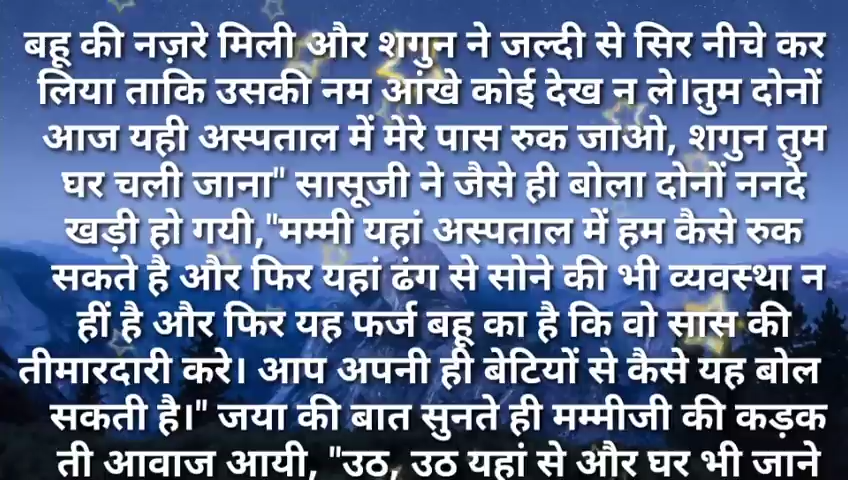 बहू की नज़रे मिली और शगुन ने जल्दी से सिर नीचे कर
लिया ताकि उसकी नम आंखे कोई देख न ले।तुम दोनों
आज यही अस्पताल में मेरे पास रुक जाओ, शगुन तुम
घर चली जाना" सासूजी ने जैसे ही बोला दोनों ननदे
खड़ी हो गयी,"मम्मी यहां अस्पताल में हम कैसे रुक
सकते है और फिर यहां ढंग से सोने की भी व्यवस्था न
हीं है और फिर यह फर्ज बहू का है कि वो सास की
तीमारदारी करे। आप अपनी ही बेटियों से कैसे यह बोल
सकती है।" जया की बात सुनते ही मम्मीजी की कड़क
ती आवाज आयी, "उठ, उठ यहां से और घर भी जाने